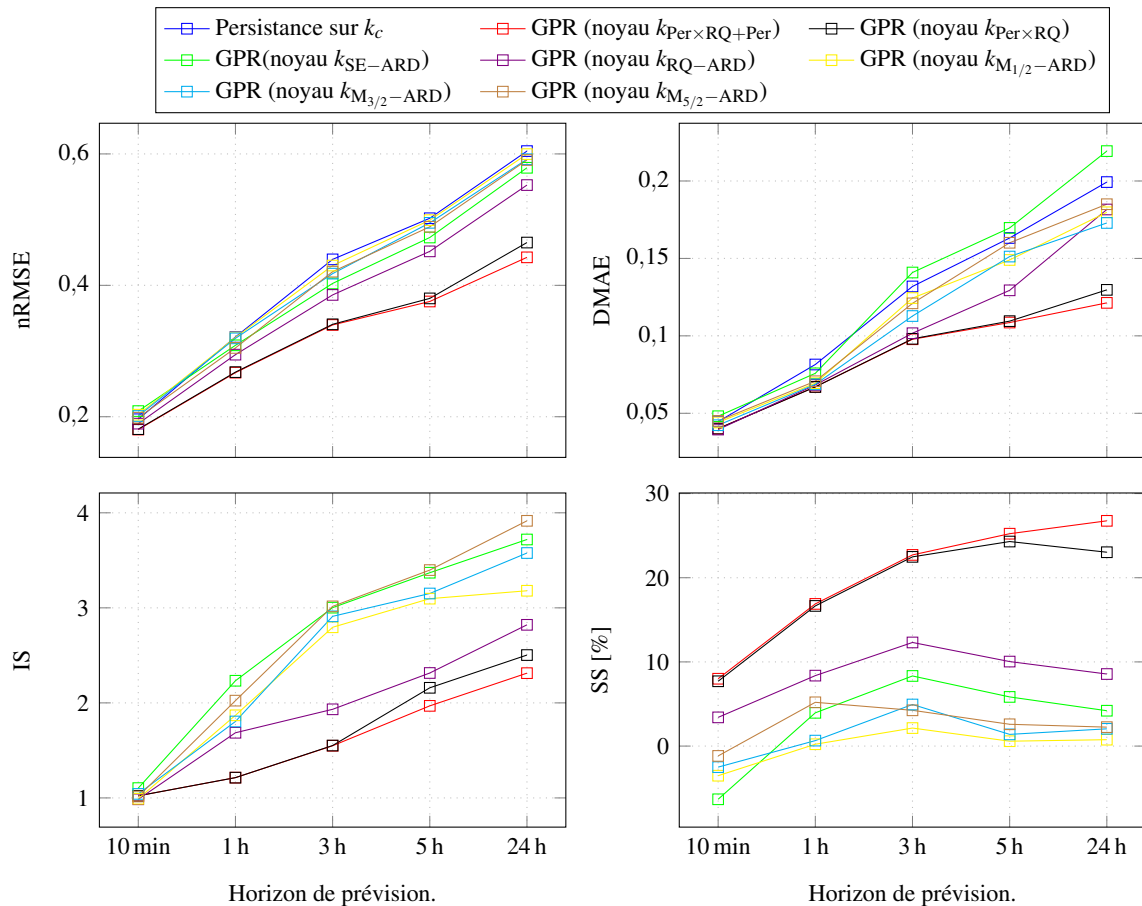 Persistance sur k_c
GPR (noyau k_Per×RQ+Per)
GPR (noyau k_Per×RQ)
GPR(noyau k_SE−ARD)
GPR (noyau k_RQ−ARD)
GPR (noyau k_M1/2−ARD)
GPR (noyau k_M3/2−ARD)
GPR (noyau k_M5/2−ARD)
0,6
0,4
0,2
nRMSE
0,2
0,15
0,1
0,05
DMAE
4
3
2
1
IS
10 min
1 h
3 h
5 h
24 h
Horizon de prévision.
30
20
10
0
SS [%]
10 min
1 h
3 h
5 h
24 h
Horizon de prévision.